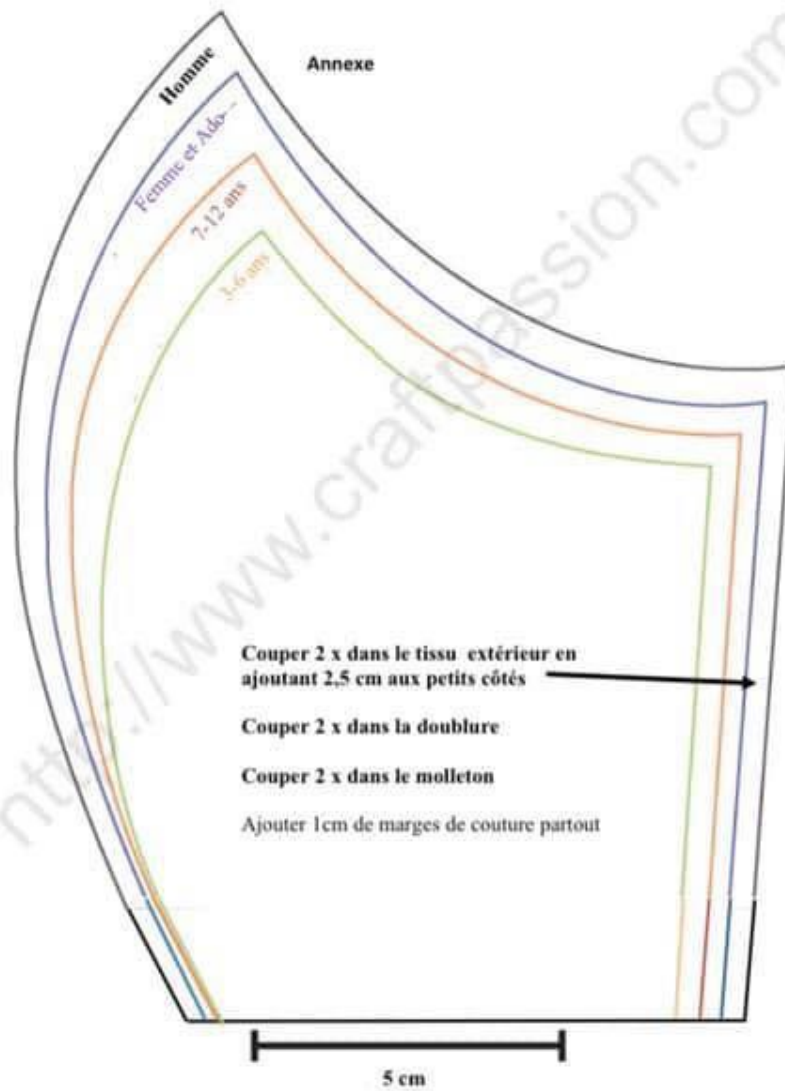 Annexe
Homme
Femme et Ado- -
7-12 ans
3-6 ans
Couper 2 x dans le tissu extérieur en
ajoutant 2,5 cm aux petits côtés
Couper 2 x dans la doublure
Couper 2 x dans le molleton
Ajouter 1cm de marges de couture partout
5 cm
http://www.craftpassion.com